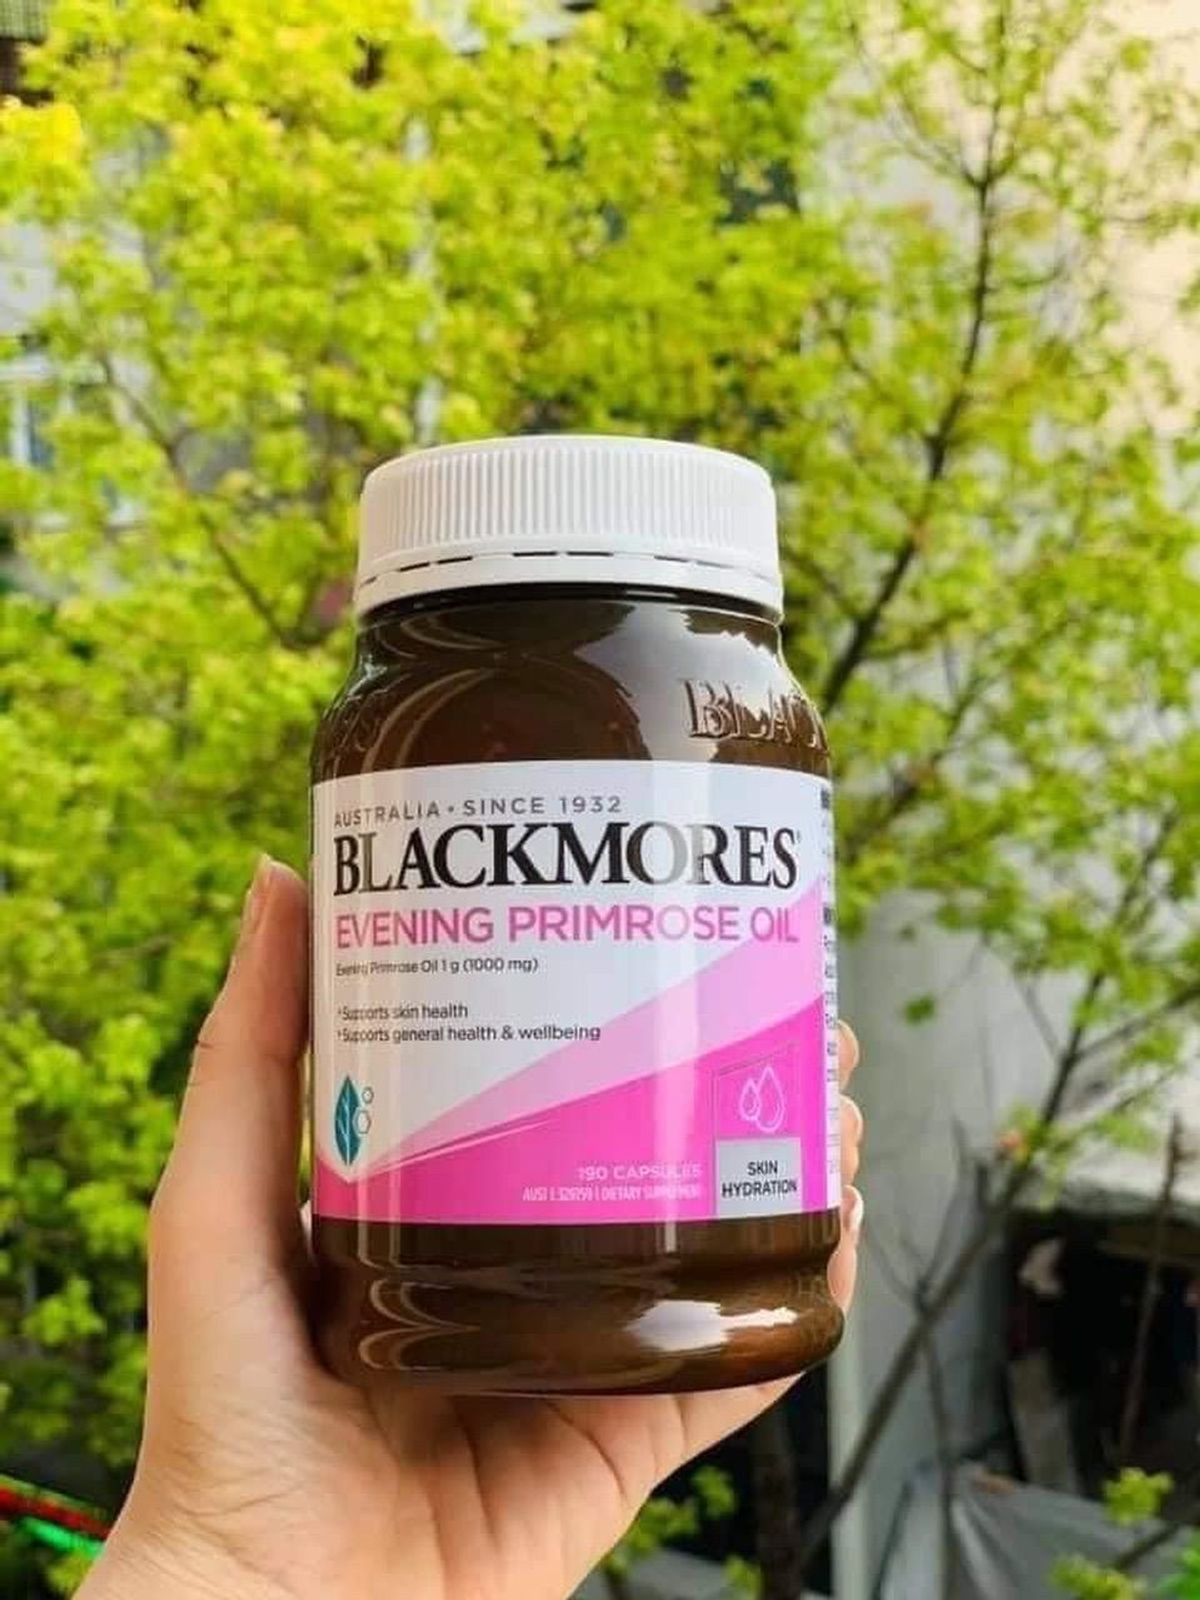 BLAC
AUSTRALIA • SINCE 1932
BLACKMORES®
EVENING PRIMROSE OIL
Evening Primrose Oil 1 g (1000 mg)
*Supports skin health
*Supports general health & wellbeing
190 CAPSULES
DIETARY SUPPLEMENT
SKIN
HYDRATION